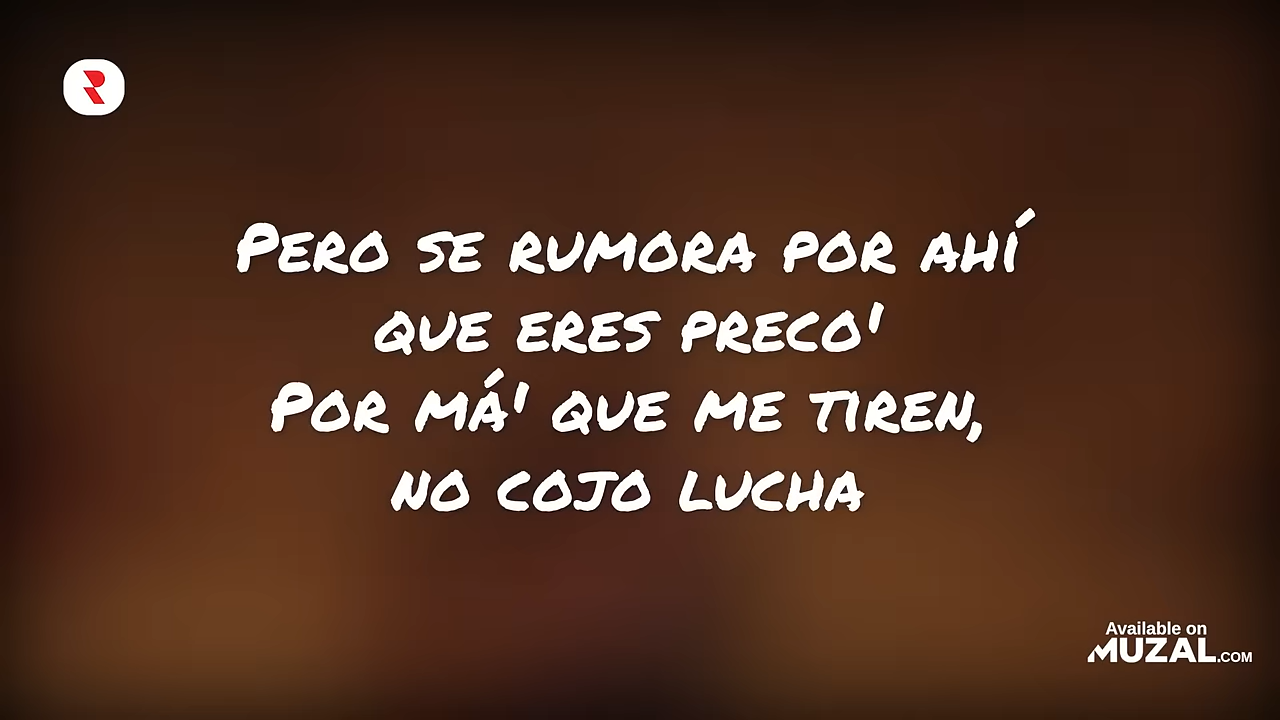 PERO SE RUMORA POR AHÍ
QUE ERES PRECO'
POR MÁ' QUE ME TIREN,
NO COJO LUCHA
Available on
MUZAL.COM